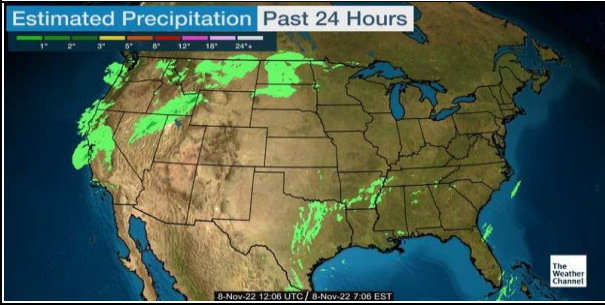 Estimated Precipitation Past 24 Hours
1" 2" 3" 5" 8" 12" 18" 24"+
The
Weather
Channel
8-Nov-22 12:06 UTC / 8-Nov-22 7:06 EST